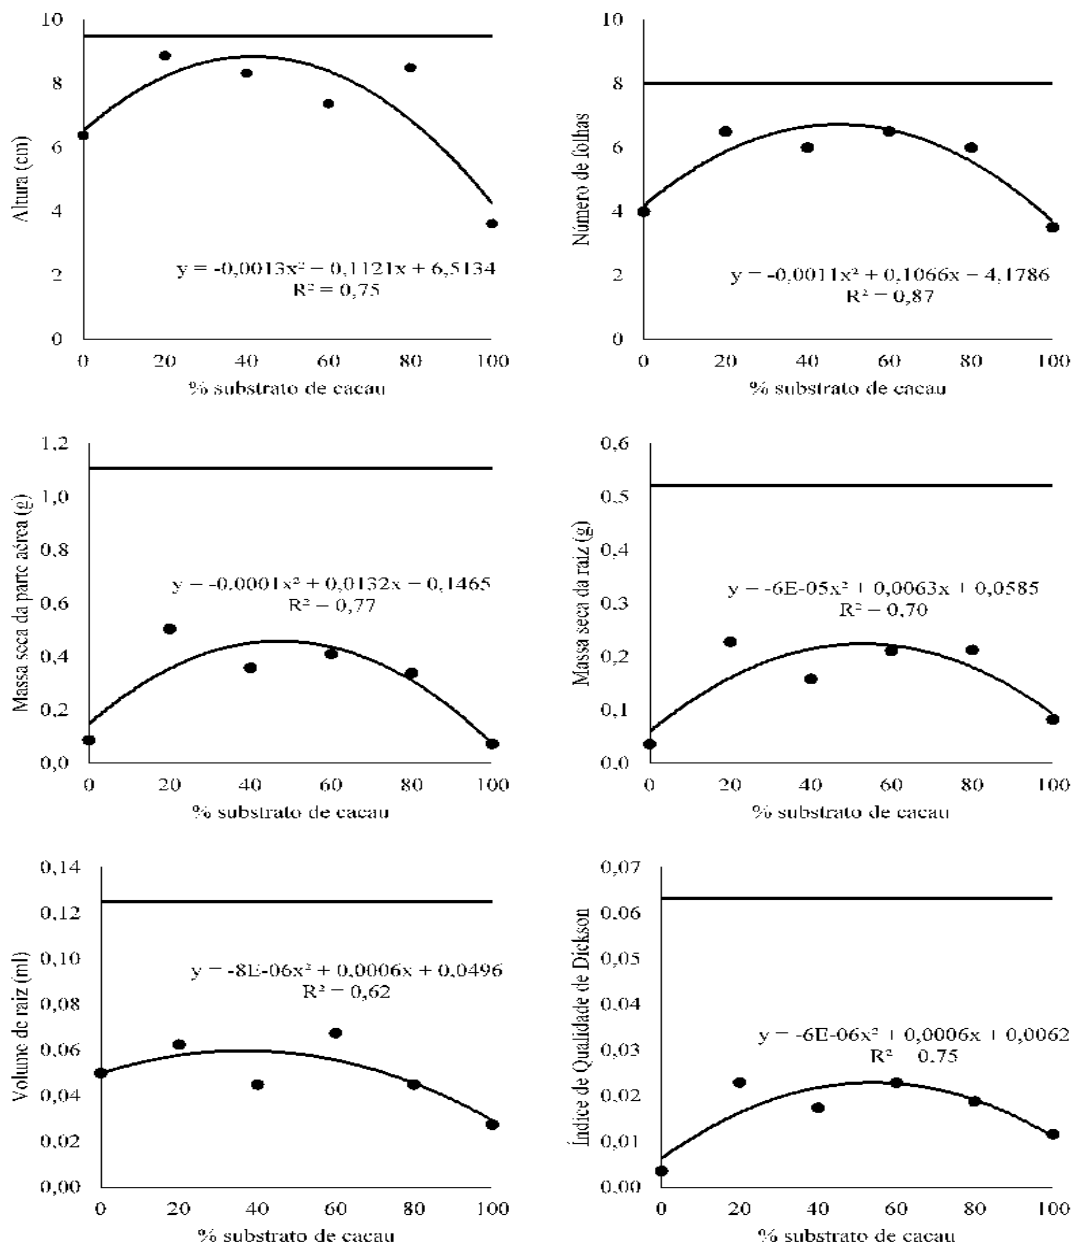 Altura (cm)
10
8
6
4
2
0
y = -0,0013x² − 0,1121x + 6,5134
R² = 0,75
0 20 40 60 80 100
% substrato de cacau
Número de folhas
10
8
6
4
2
0
y = -0,0011x² + 0,1066x − 4,1786
R² = 0,87
0 20 40 60 80 100
% substrato de cacau
Massa seca da parte aérea (g)
1,2
1,0
0,8
0,6
0,4
0,2
0,0
y = -0,0001x² + 0,0132x − 0,1465
R² − 0,77
0 20 40 60 80 100
% substrato de cacau
Massa seca da raiz (g)
0,6
0,5
0,4
0,3
0,2
0,1
0,0
y − -6E-05x² + 0,0063x + 0,0585
R² − 0,70
0 20 40 60 80 100
% substrato de cacau
Volume de raiz (ml)
0,14
0,12
0,10
0,08
0,06
0,04
0,02
0,00
y = -8E-06x² + 0,0006x + 0,0496
R² = 0,62
0 20 40 60 80 100
% substrato de cacau
Índice de Qualidade de Dickson
0,07
0,06
0,05
0,04
0,03
0,02
0,01
0,00
y = -6E-06x² + 0,0006x + 0,0062
R² − 0,75
0 20 40 60 80 100
% substrato de cacau